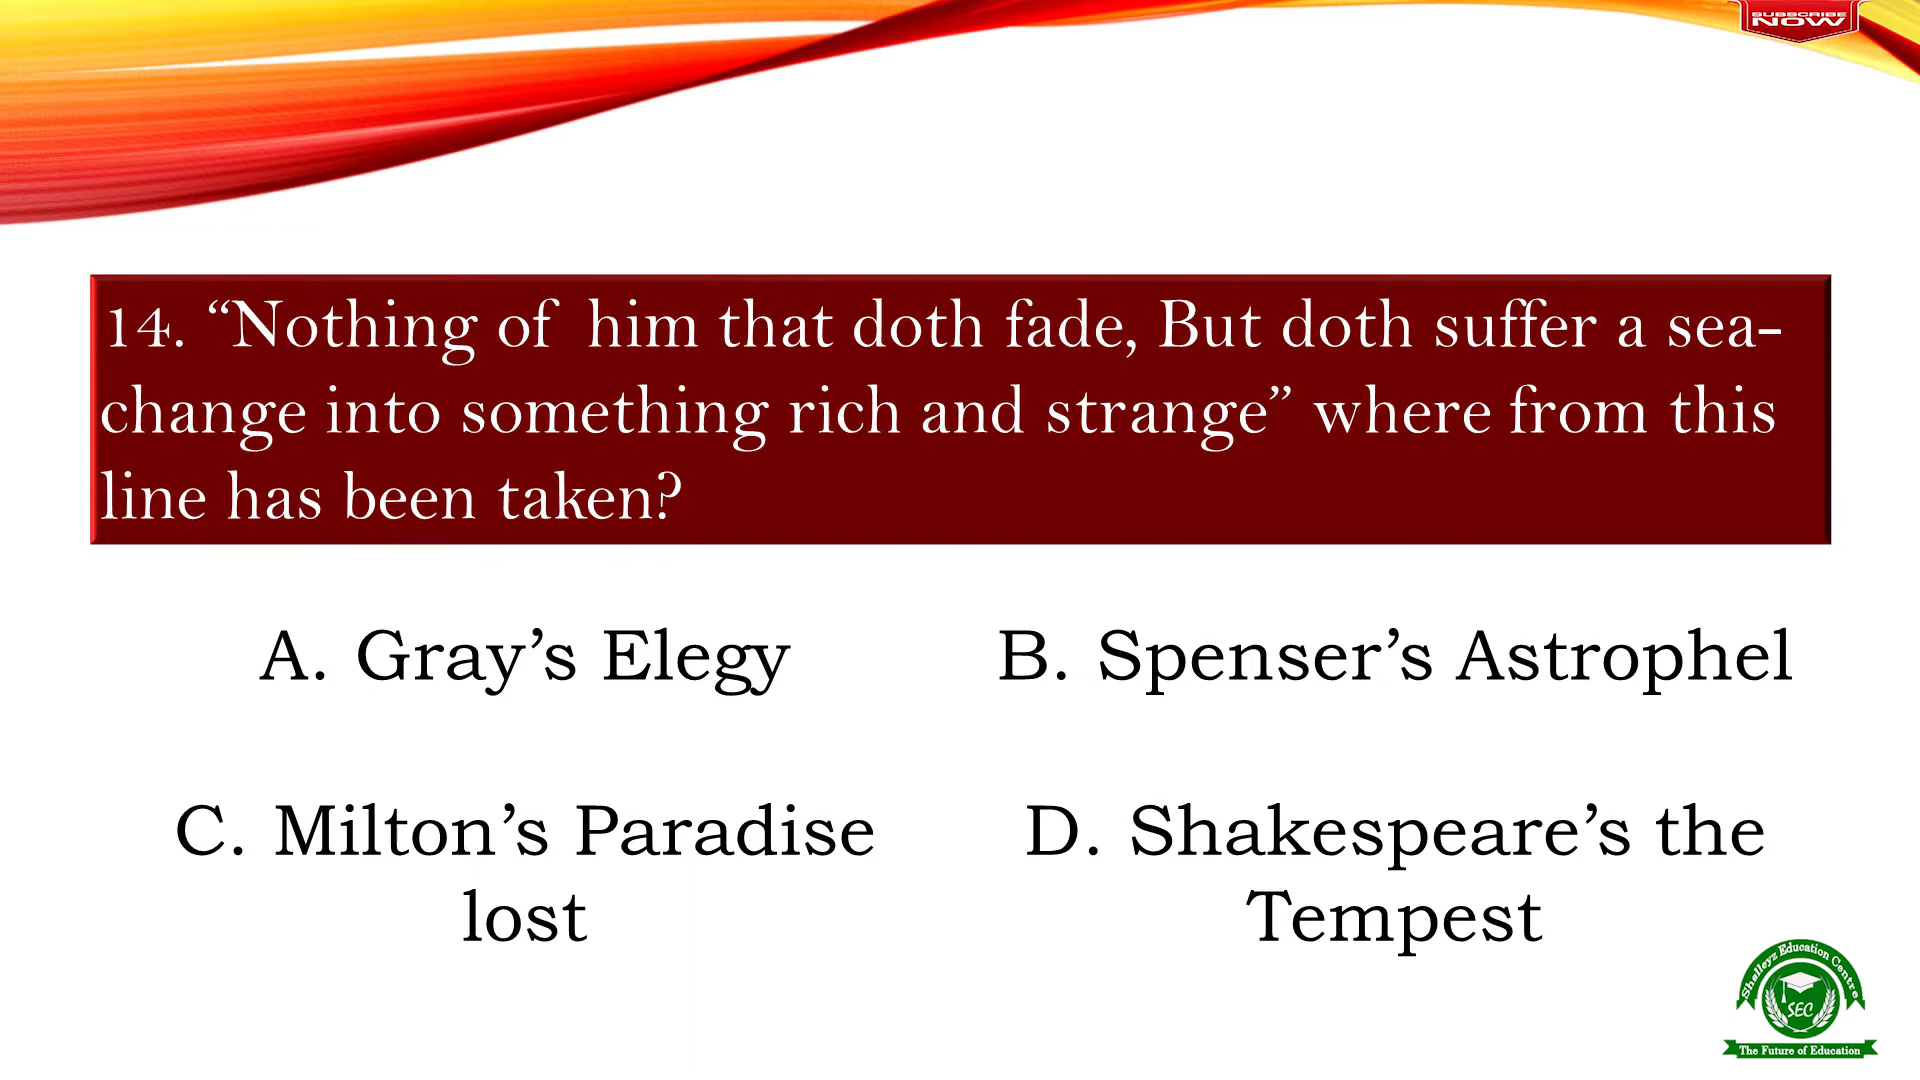 SUBSCRIBE
NOW
14. “Nothing of him that doth fade, But doth suffer a sea-
change into something rich and strange” where from this
line has been taken?
A. Gray’s Elegy
B. Spenser’s Astrophel
C. Milton’s Paradise
lost
D. Shakespeare’s the
Tempest
Shalleyz Education Centre
SEC
The Future of Education